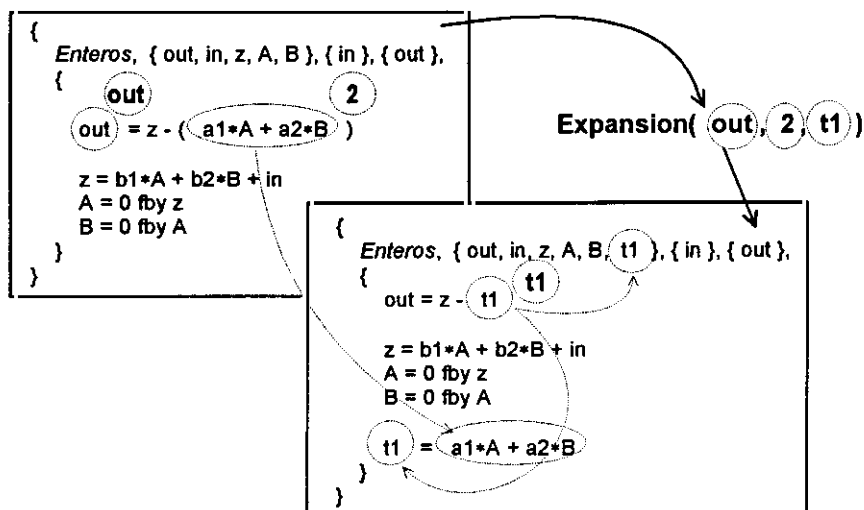 {
Enteros, { out, in, z, A, B }, { in }, { out },
{
out 2
out = z - ( a1*A + a2*B )
z = b1*A + b2*B + in
A = 0 fby z
B = 0 fby A
}
}
Expansion( out, 2, t1 )
{
Enteros, { out, in, z, A, B, t1 }, { in }, { out },
{
t1
out = z - t1
z = b1*A + b2*B + in
A = 0 fby z
B = 0 fby A
t1 = a1*A + a2*B
}
}